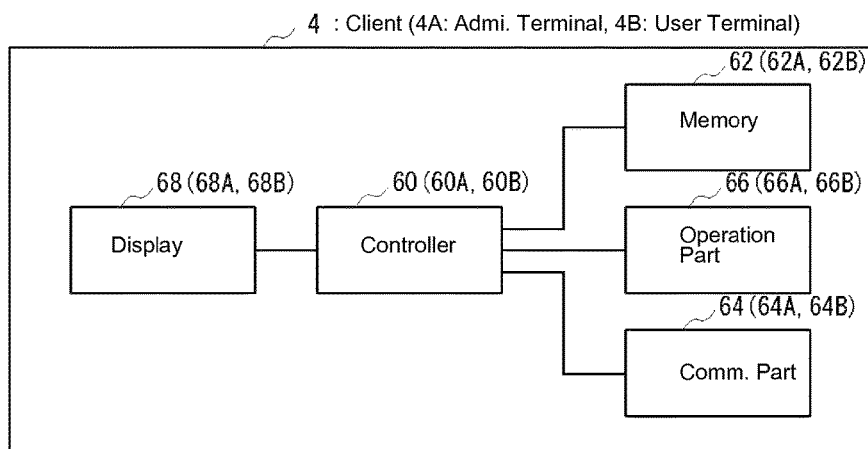 4 : Client (4A: Admi. Terminal, 4B: User Terminal)
62 (62A, 62B)
Memory
68 (68A, 68B)
60 (60A, 60B)
66 (66A, 66B)
Display
Controller
Operation
Part
64 (64A, 64B)
Comm. Part